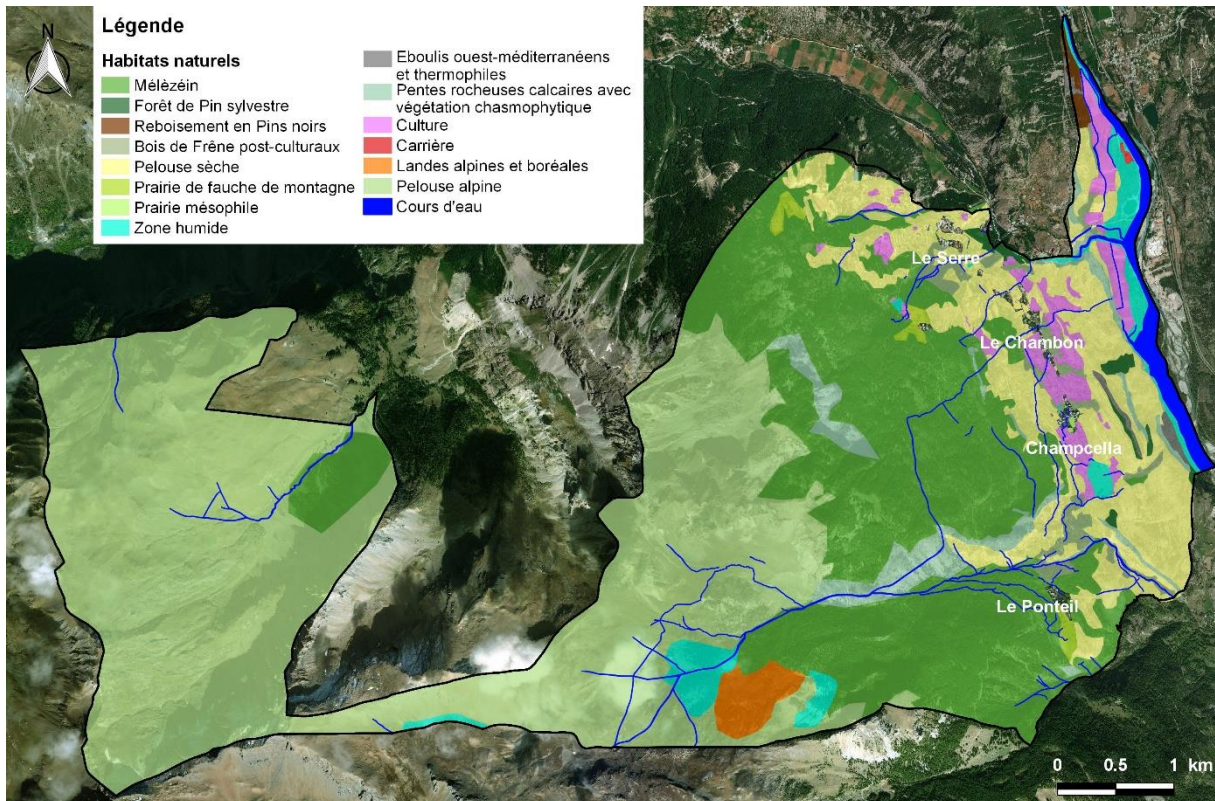 N
Légende
Habitats naturels
Mélèzéin
Forêt de Pin sylvestre
Reboisement en Pins noirs
Bois de Frêne post-culturaux
Pelouse sèche
Prairie de fauche de montagne
Prairie mésophile
Zone humide
Eboulis ouest-méditerranéens
et thermophiles
Pentes rocheuses calcaires avec
végétation chasmophytique
Culture
Carrière
Landes alpines et boréales
Pelouse alpine
Cours d'eau
Le Serre
Le Chambon
Champcella
Le Ponteil
0 0.5 1
km